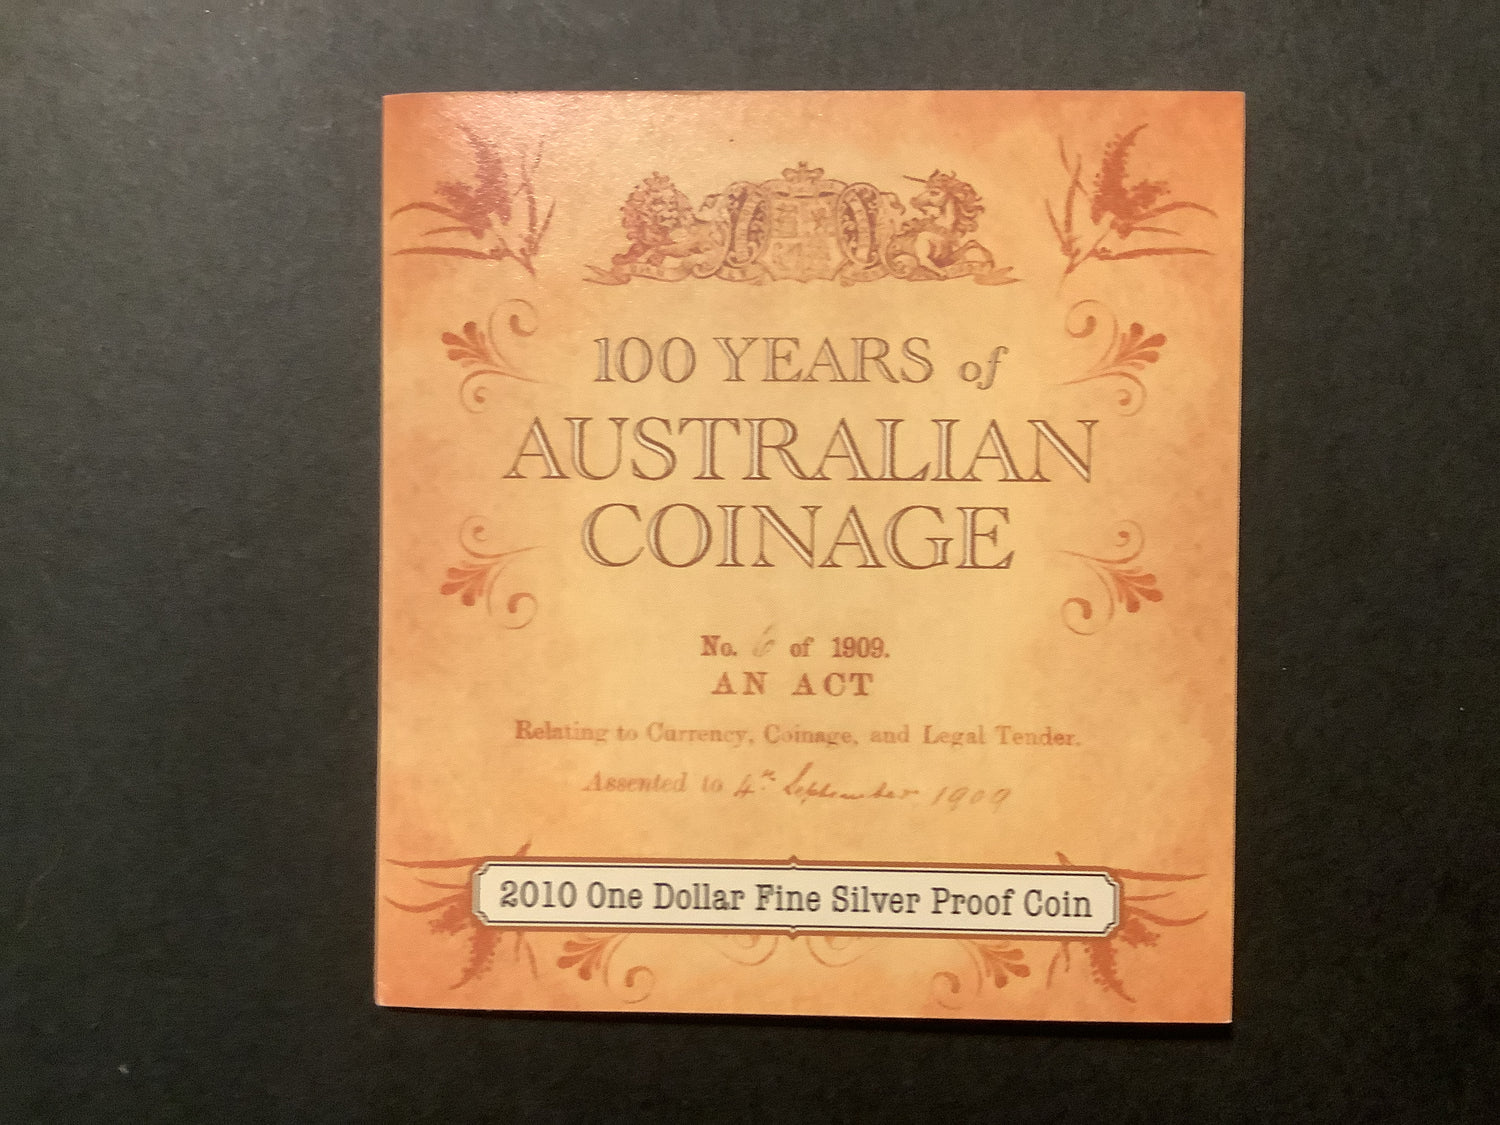 100 YEARS of
AUSTRALIAN
COINAGE
No. 6 of 1909.
AN ACT
Relating to Currency, Coinage, and Legal Tender.
Assented to 4th September 1909
2010 One Dollar Fine Silver Proof Coin